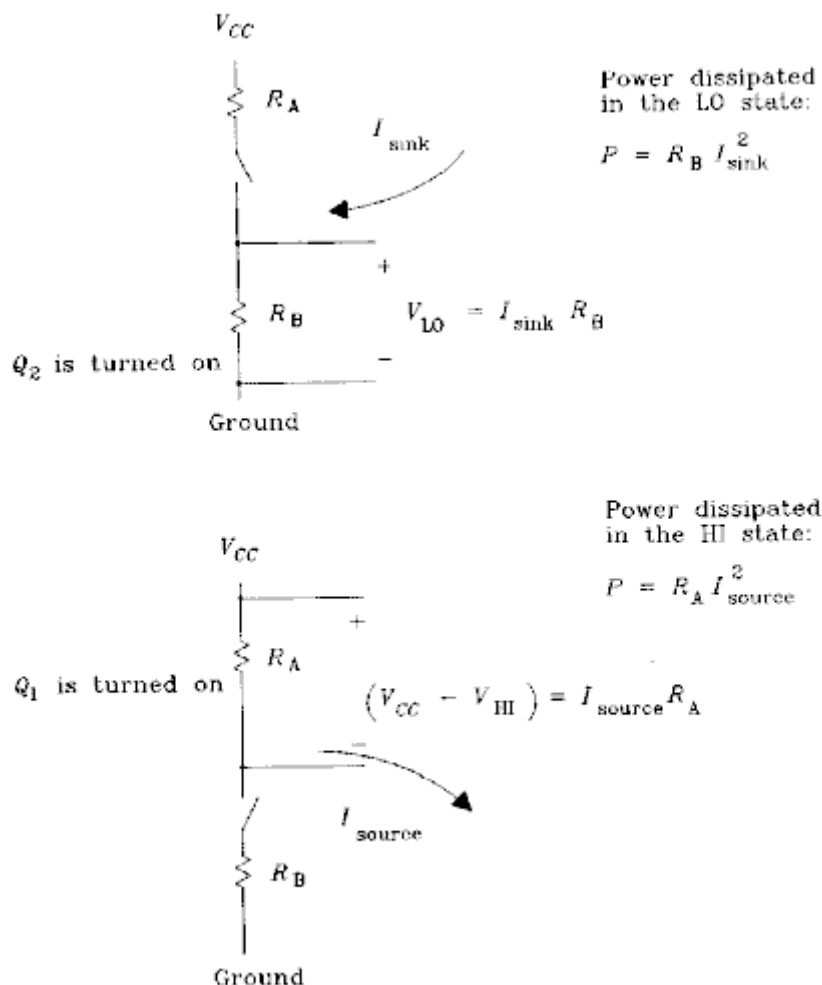 V_CC
R_A
Power dissipated
in the LO state:
I_sink
P = R_B I_sink^2
+
R_B
V_LO = I_sink R_B
Q_2 is turned on
−
Ground
Power dissipated
in the HI state:
V_CC
P = R_A I_source^2
+
R_A
Q_1 is turned on
(V_CC − V_HI) = I_source R_A
−
I_source
R_B
Ground